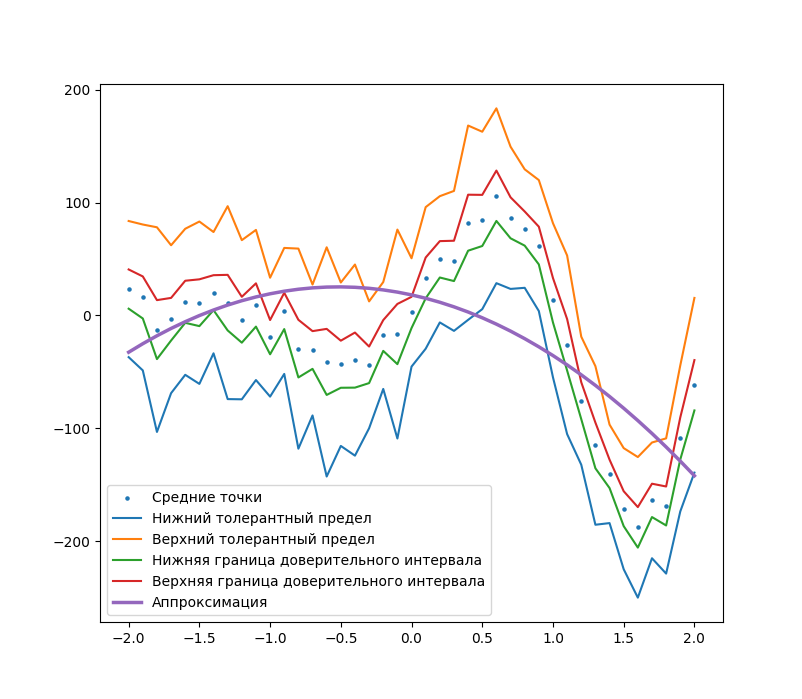 200
100
0
−100
−200
Средние точки
Нижний толерантный предел
Верхний толерантный предел
Нижняя граница доверительного интервала
Верхняя граница доверительного интервала
Аппроксимация
−2.0 −1.5 −1.0 −0.5 0.0 0.5 1.0 1.5 2.0